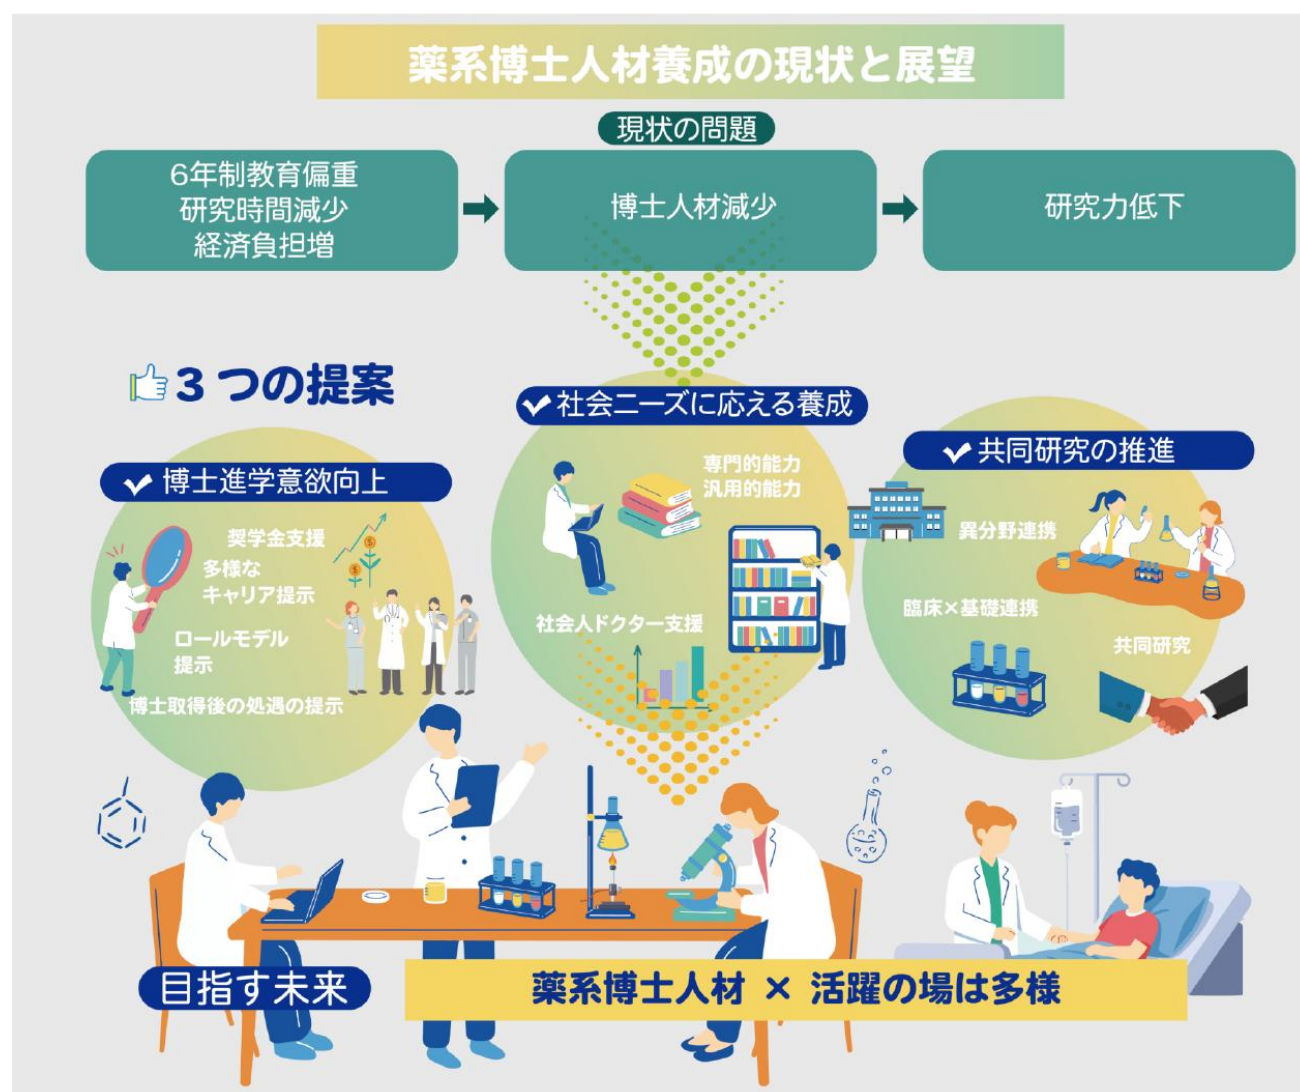 薬系博士人材養成の現状と展望
現状の問題
6年制教育偏重
研究時間減少
経済負担増
博士人材減少
研究力低下
3つの提案
博士進学意欲向上
奨学金支援
多様な
キャリア提示
ロールモデル
提示
博士取得後の処遇の提示
社会ニーズに応える養成
専門的能力
汎用的能力
社会人ドクター支援
共同研究の推進
異分野連携
臨床×基礎連携
共同研究
目指す未来
薬系博士人材 × 活躍の場は多様